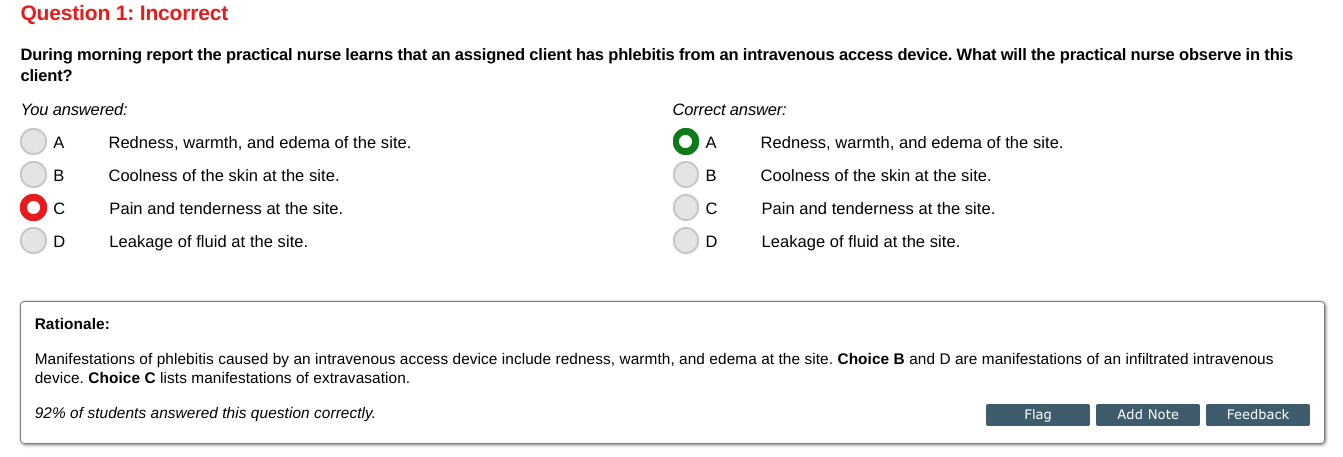 Question 1: Incorrect
During morning report the practical nurse learns that an assigned client has phlebitis from an intravenous access device. What will the practical nurse observe in this
client?
You answered:
A Redness, warmth, and edema of the site.
B Coolness of the skin at the site.
C Pain and tenderness at the site.
D Leakage of fluid at the site.
Correct answer:
A Redness, warmth, and edema of the site.
B Coolness of the skin at the site.
C Pain and tenderness at the site.
D Leakage of fluid at the site.
Rationale:
Manifestations of phlebitis caused by an intravenous access device include redness, warmth, and edema at the site. Choice B and D are manifestations of an infiltrated intravenous
device. Choice C lists manifestations of extravasation.
92% of students answered this question correctly.
Flag Add Note Feedback